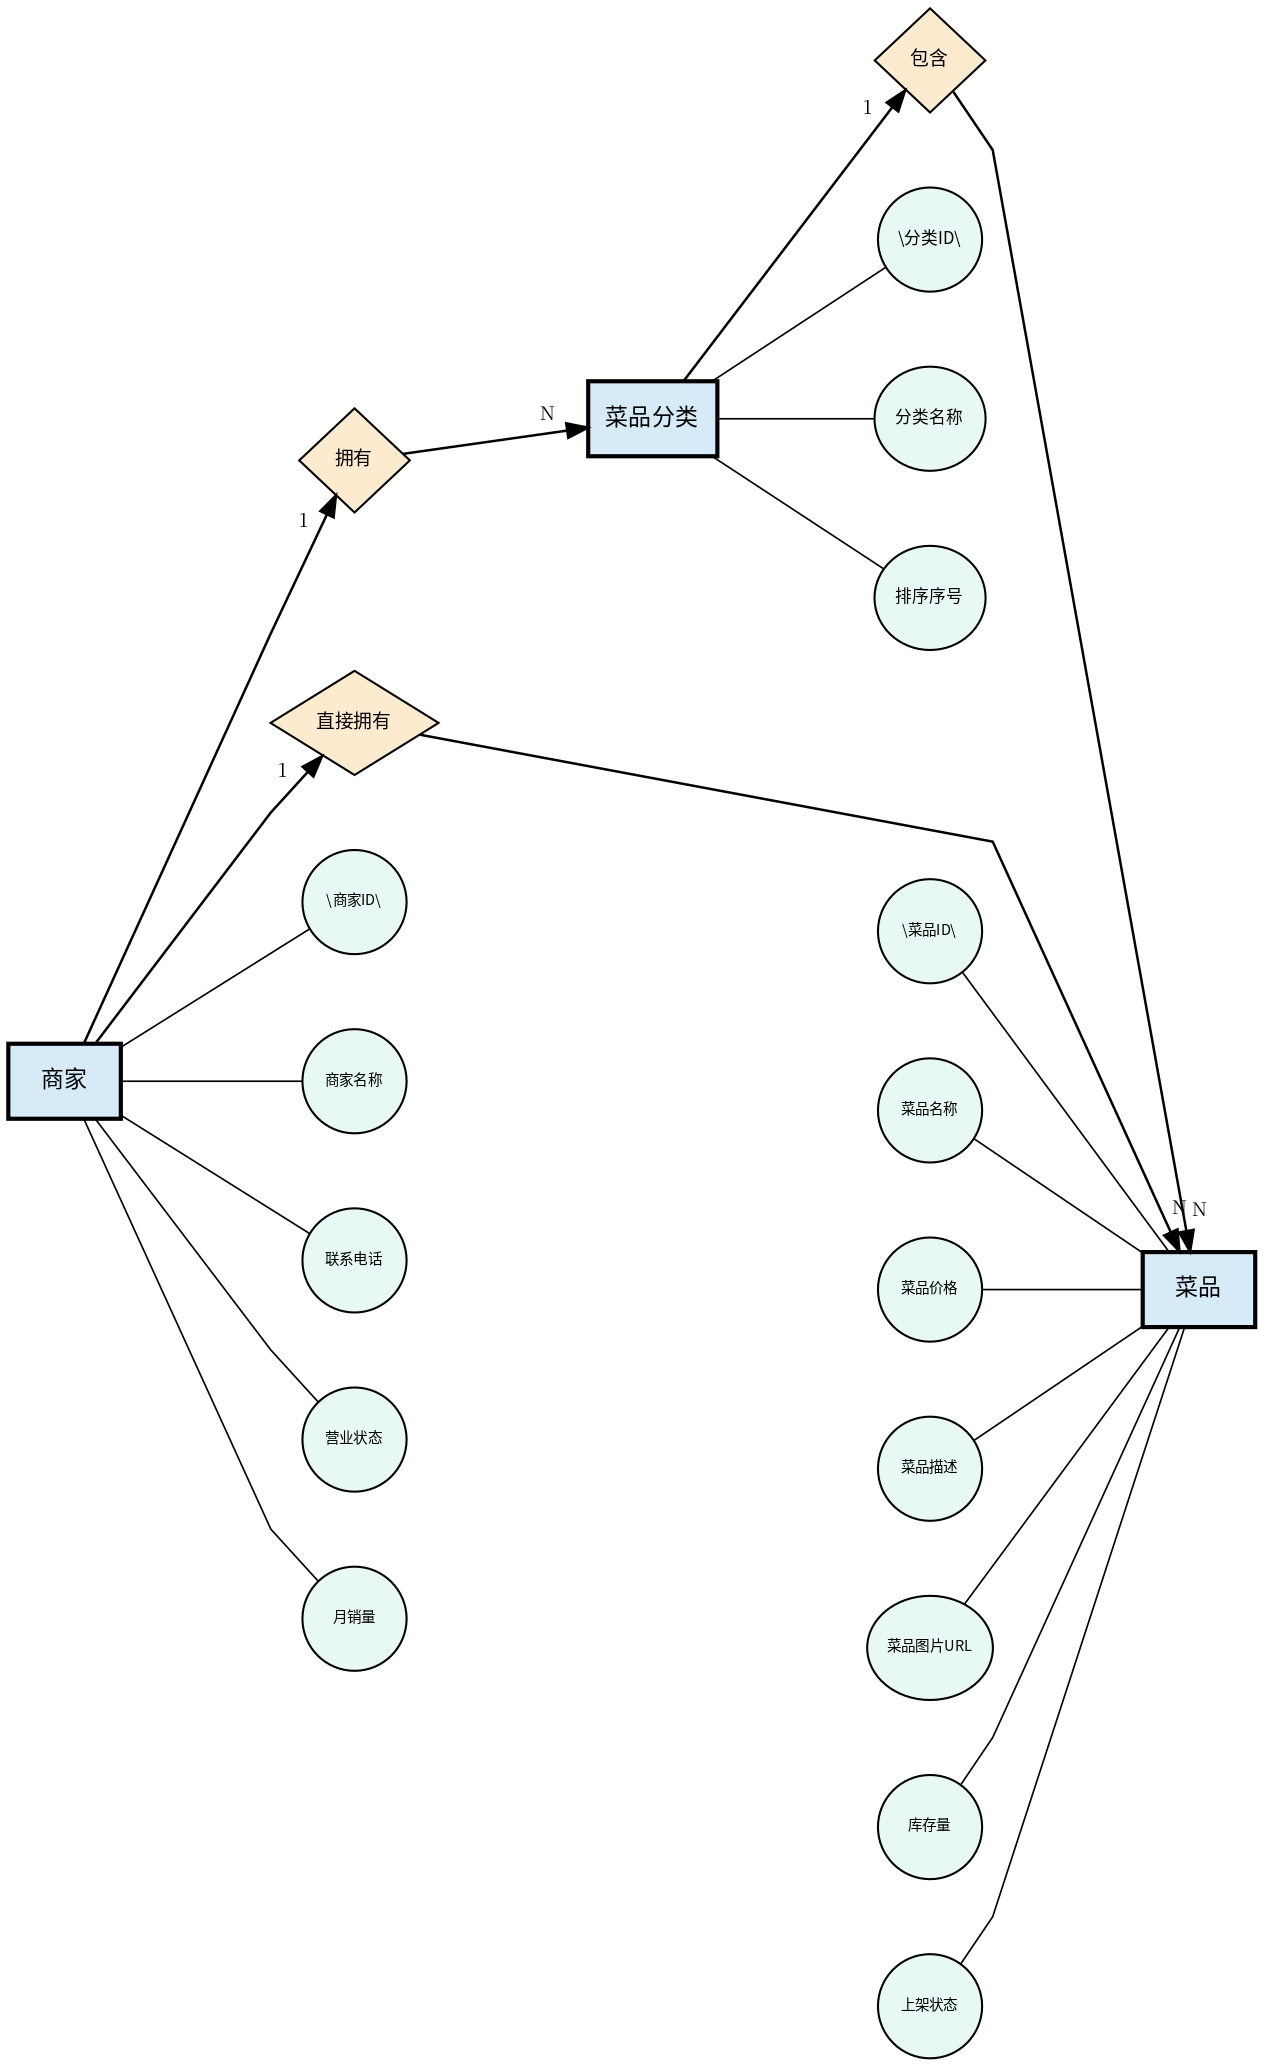 包含
1
\分类ID\
菜品分类
分类名称
N
拥有
1
排序序号
直接拥有
1
\商家ID\
\菜品ID\
商家
商家名称
菜品名称
N
N
联系电话
菜品价格
菜品
营业状态
菜品描述
月销量
菜品图片URL
库存量
上架状态